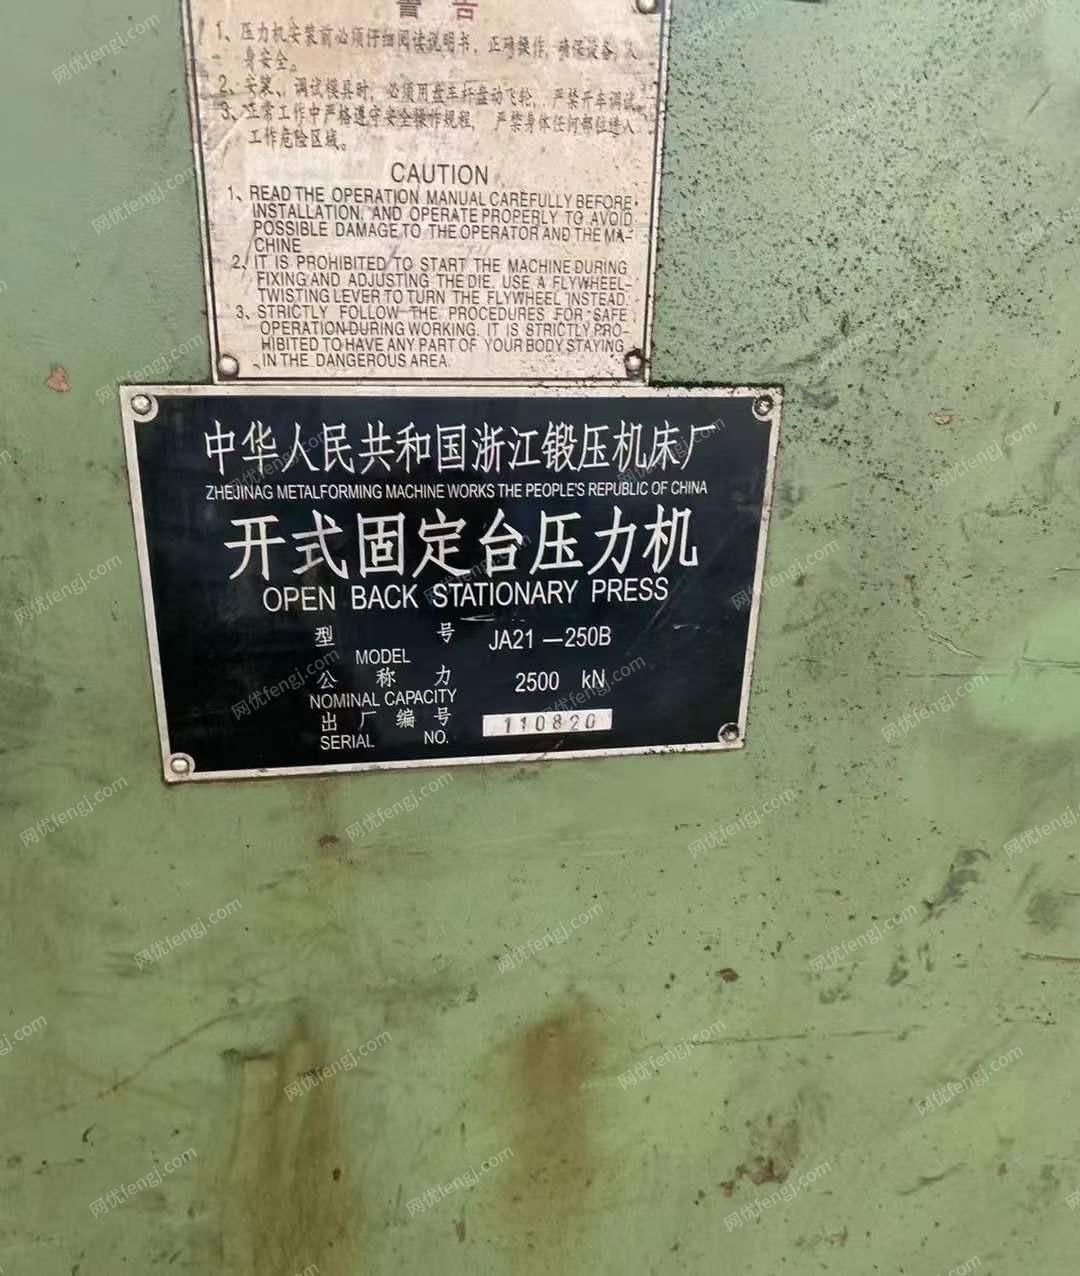 警告
1、压力机安装前必须仔细阅读说明书，正确操作，确保设备，人
身安全。
2、安装、调试模具时，必须用盘车杆盘动飞轮，严禁开车调试。
3、正常工作中严格遵守安全操作规程，严禁身体任何部位进入
工作危险区域。
CAUTION
1、READ THE OPERATION MANUAL CAREFULLY BEFORE
INSTALLATION, AND OPERATE PROPERLY TO AVOID
POSSIBLE DAMAGE TO THE OPERATOR AND THE MA-
CHINE
2、IT IS PROHIBITED TO START THE MACHINE DURING
FIXING AND ADJUSTING THE DIE. USE A FLYWHEEL-
TWISTING LEVER TO TURN THE FLYWHEEL INSTEAD.
3、STRICTLY FOLLOW THE PROCEDURES FOR SAFE
OPERATION DURING WORKING. IT IS STRICTLY PRO-
HIBITED TO HAVE ANY PART OF YOUR BODY STAYING
IN THE DANGEROUS AREA.
中华人民共和国浙江锻压机床厂
ZHEJINAG METALFORMING MACHINE WORKS THE PEOPLE'S REPUBLIC OF CHINA
开式固定台压力机
OPEN BACK STATIONARY PRESS
型号 JA21-250B
MODEL
公称力 2500 kN
NOMINAL CAPACITY
出厂编号 110820
SERIAL NO.
网优fengj.com